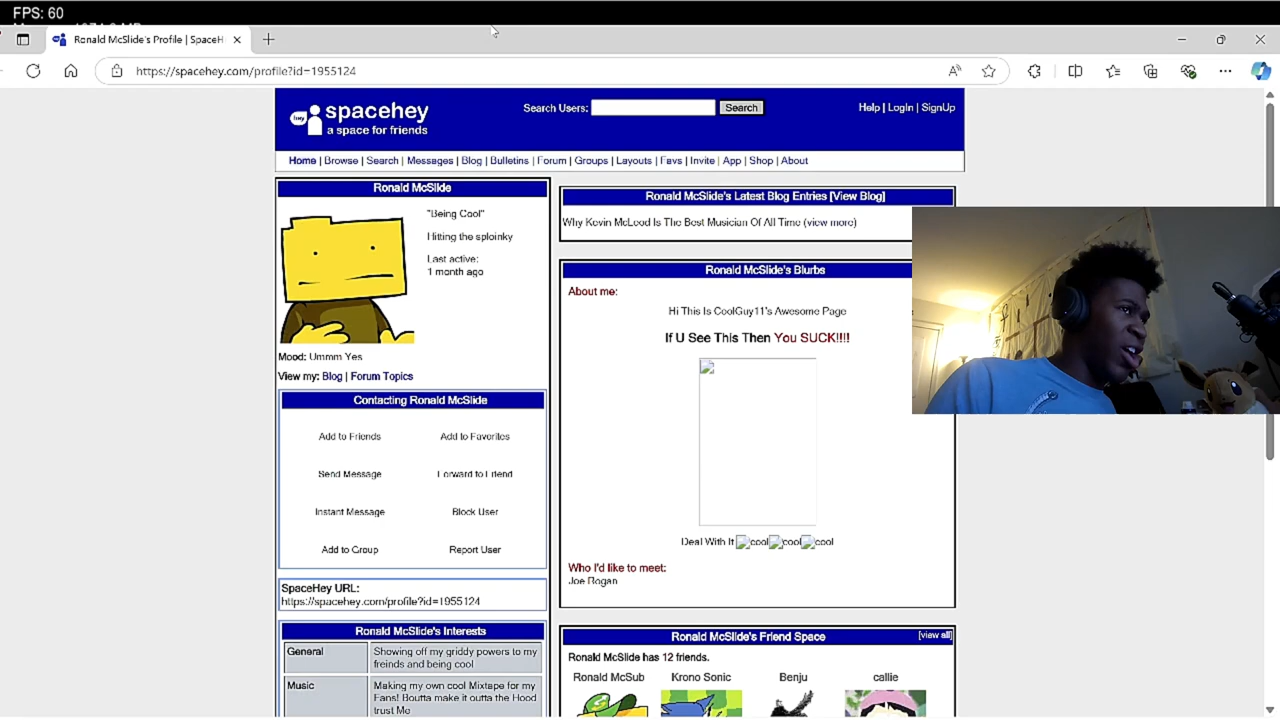 FPS: 60
Ronald McSlide's Profile | SpaceH
https://spacehey.com/profile?id=1955124
hey
spacehey
a space for friends
Search Users:
Search
Help | LogIn | SignUp
Home | Browse | Search | Messages | Blog | Bulletins | Forum | Groups | Layouts | Favs | Invite | App | Shop | About
Ronald McSlide
"Being Cool"
Hitting the sploinky
Last active:
1 month ago
Mood: Ummm Yes
View my: Blog | Forum Topics
Contacting Ronald McSlide
Add to Friends
Add to Favorites
Send Message
Forward to Friend
Instant Message
Block User
Add to Group
Report User
SpaceHey URL:
https://spacehey.com/profile?id=1955124
Ronald McSlide's Interests
General
Showing off my griddy powers to my
freinds and being cool
Music
Making my own cool Mixtape for my
Fans! Boutta make it outta the Hood
trust Me
Ronald McSlide's Latest Blog Entries [View Blog]
Why Kevin McLeod Is The Best Musician Of All Time (view more)
Ronald McSlide's Blurbs
About me:
Hi This Is CoolGuy11's Awesome Page
If U See This Then You SUCK!!!!
Deal With It cool cool cool
Who I'd like to meet:
Joe Rogan
Ronald McSlide's Friend Space
[view all]
Ronald McSlide has 12 friends.
Ronald McSub
Krono Sonic
Benju
callie